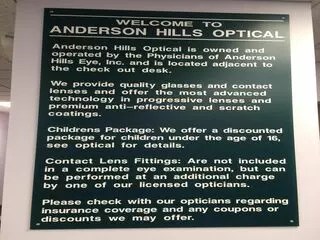 WELCOME TO
ANDERSON HILLS OPTICAL
Anderson Hills Optical is owned and
operated by the Physicians of Anderson
Hills Eye, Inc. and is located adjacent to
the check out desk.
We provide quality glasses and contact
lenses and offer the most advanced
technology in progressive lenses and
premium anti-reflective and scratch
coatings.
Childrens Package: We offer a discounted
package for children under the age of 16,
see optical for details.
Contact Lens Fittings: Are not included
in a complete eye examination, but can
be performed at an additional charge
by one of our licensed opticians.
Please check with our opticians regarding
insurance coverage and any coupons or
discounts we may offer.